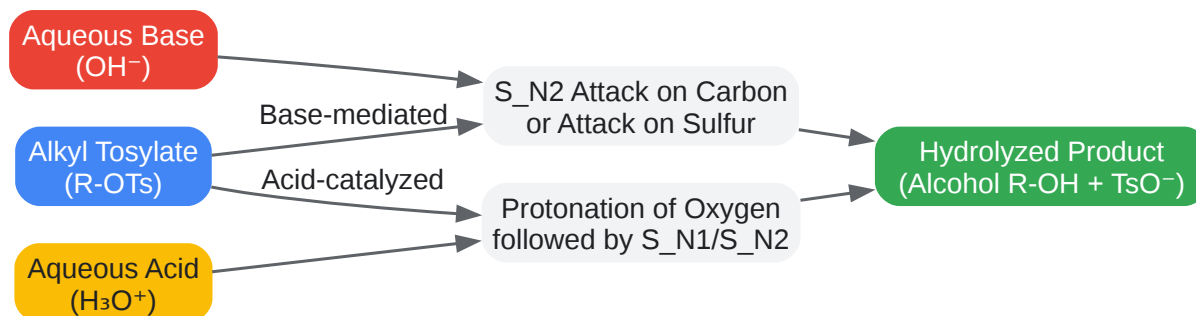 Aqueous Base
(OH⁻)
Base-mediated
S_N2 Attack on Carbon
or Attack on Sulfur
Alkyl Tosylate
(R-OTs)
Hydrolyzed Product
(Alcohol R-OH + TsO⁻)
Acid-catalyzed
Protonation of Oxygen
followed by S_N1/S_N2
Aqueous Acid
(H₃O⁺)